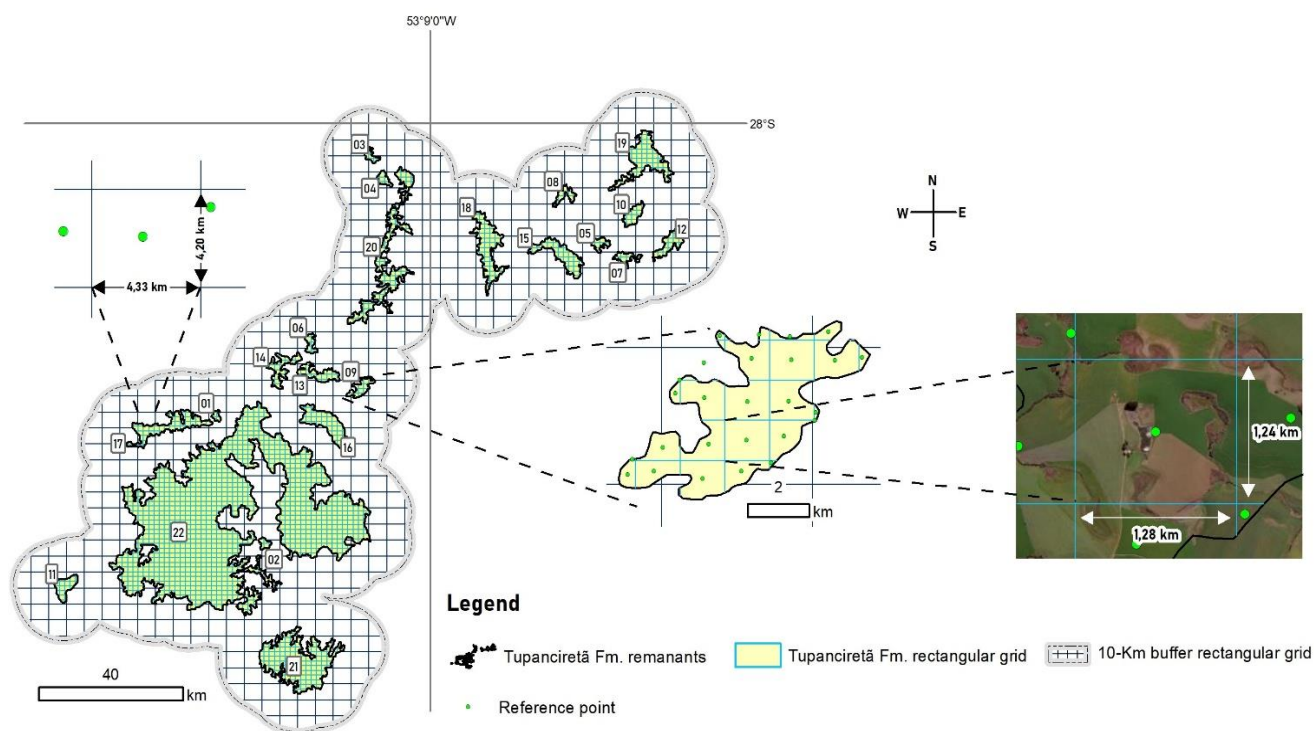 53°9'0"W
28°S
03
04
20
18
15
08
05
07
10
19
12
N
W
E
S
4,20 km
4,33 km
06
14
13
09
01
17
16
22
02
11
21
2
km
1,24 km
1,28 km
40
km
Legend
Tupanciretã Fm. remanants
Tupanciretã Fm. rectangular grid
10-Km buffer rectangular grid
Reference point